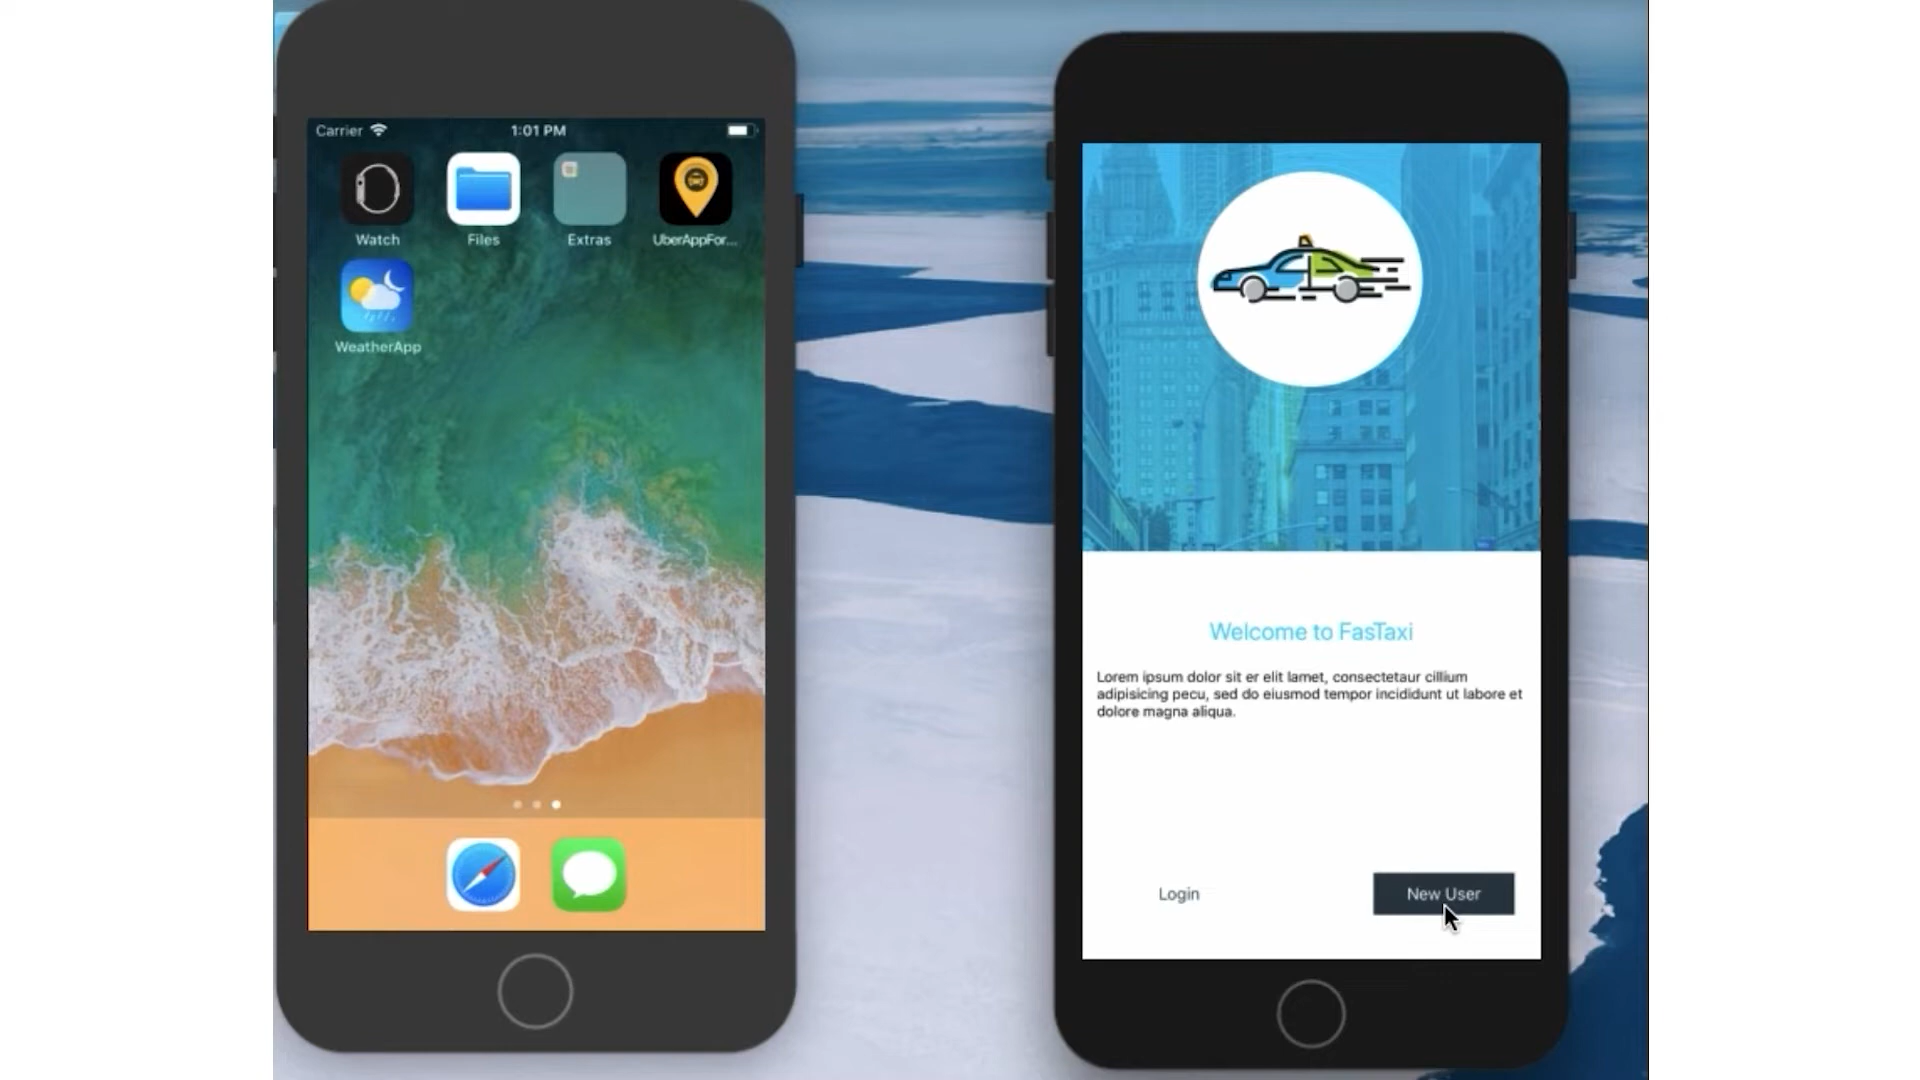 Carrier 1:01 PM
Watch Files Extras UberAppFor...
WeatherApp
Welcome to FasTaxi
Lorem ipsum dolor sit er elit lamet, consectetaur cillium
adipisicing pecu, sed do eiusmod tempor incididunt ut labore et
dolore magna aliqua.
Login New User